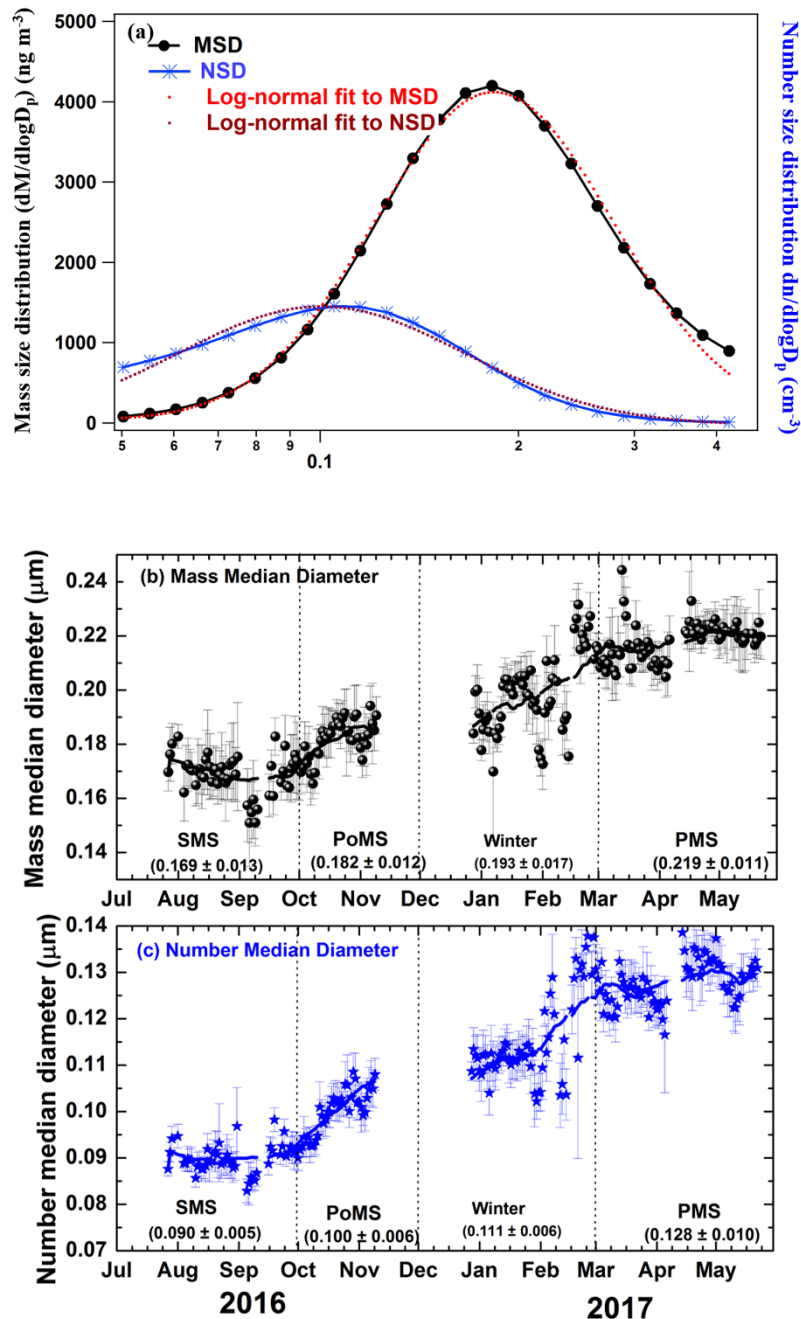 (a)
MSD
NSD
Log-normal fit to MSD
Log-normal fit to NSD
Mass size distribution (dM/dlogDp) (ng m-3)
Number size distribution dn/dlogDp (cm-3)
5000
4000
3000
2000
1000
0
5 6 7 8 9 2 3 4
0.1
(b) Mass Median Diameter
Mass median diameter (μm)
0.24
0.22
0.20
0.18
0.16
0.14
SMS PoMS Winter PMS
(0.169 ± 0.013) (0.182 ± 0.012) (0.193 ± 0.017) (0.219 ± 0.011)
Jul Aug Sep Oct Nov Dec Jan Feb Mar Apr May
(c) Number Median Diameter
Number median diameter (μm)
0.14
0.13
0.12
0.11
0.10
0.09
0.08
0.07
SMS PoMS Winter PMS
(0.090 ± 0.005) (0.100 ± 0.006) (0.111 ± 0.006) (0.128 ± 0.010)
Jul Aug Sep Oct Nov Dec Jan Feb Mar Apr May
2016 2017